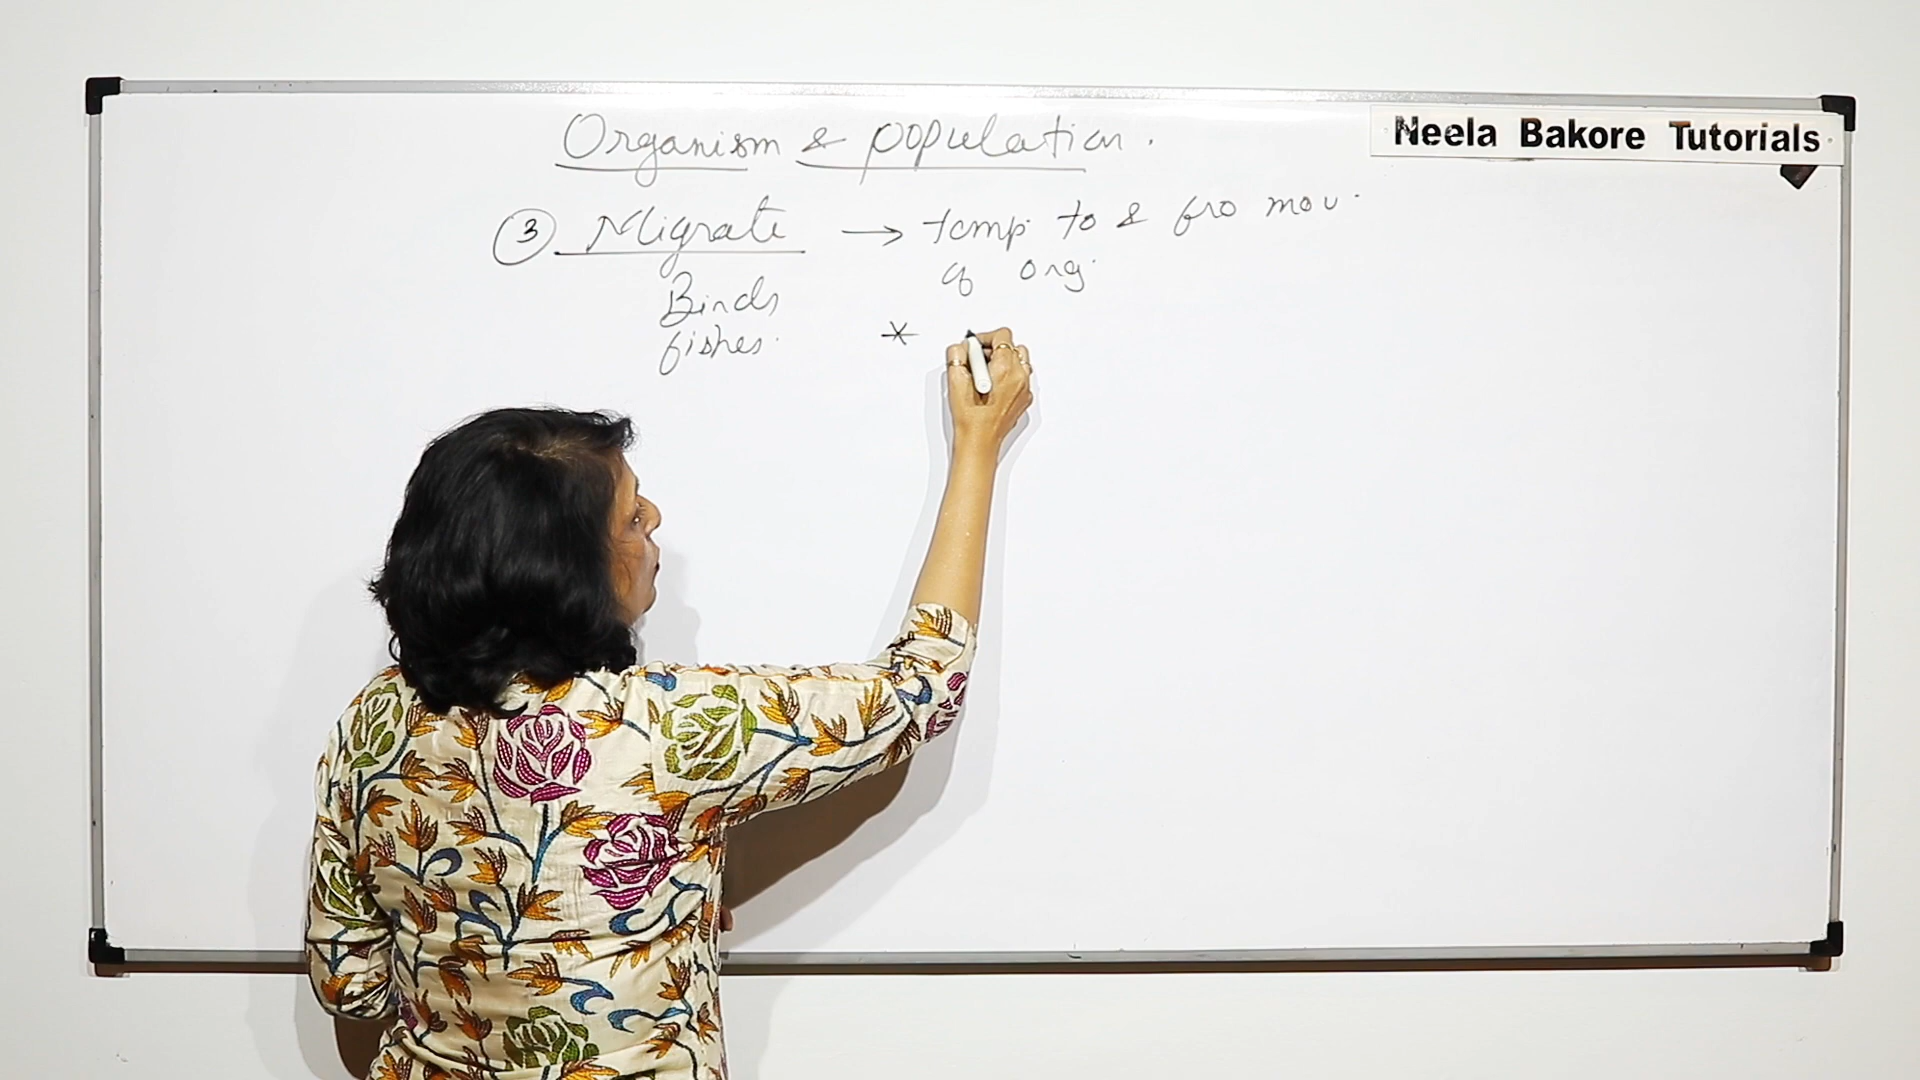 Neela Bakore Tutorials
Organism & population.
③ Migrate → temp. to & fro mov.
of org.
Birds
fishes.
*